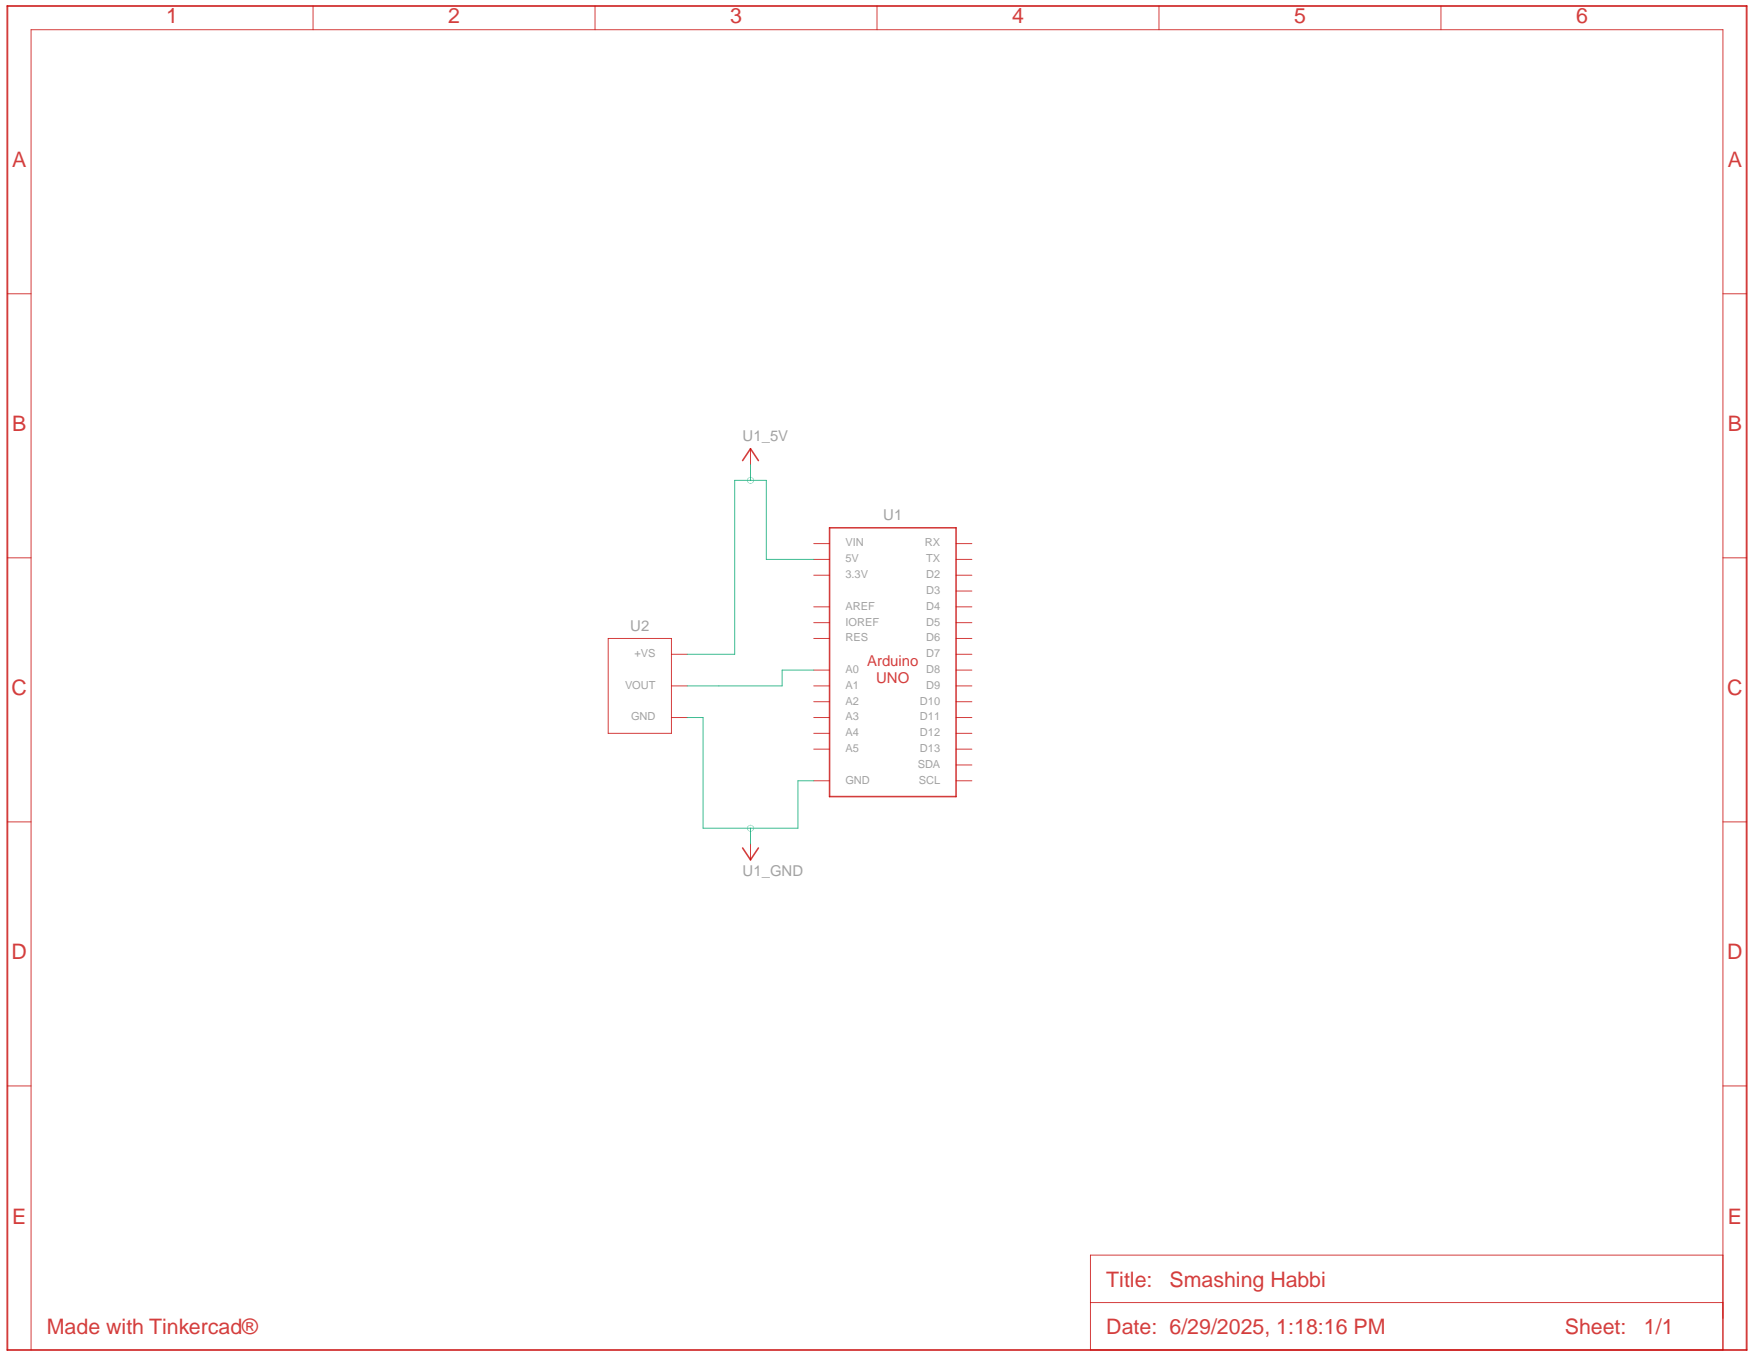 1 2 3 4 5 6
A A
B B
U1_5V
U1
VIN RX
5V TX
3.3V D2
D3
AREF D4
IOREF D5
RES D6
D7
A0 D8
A1 D9
A2 D10
A3 D11
A4 D12
A5 D13
SDA
GND SCL
Arduino
UNO
U2
+VS
VOUT
GND
C C
U1_GND
D D
E E
Title: Smashing Habbi
Made with Tinkercad®
Date: 6/29/2025, 1:18:16 PM Sheet: 1/1